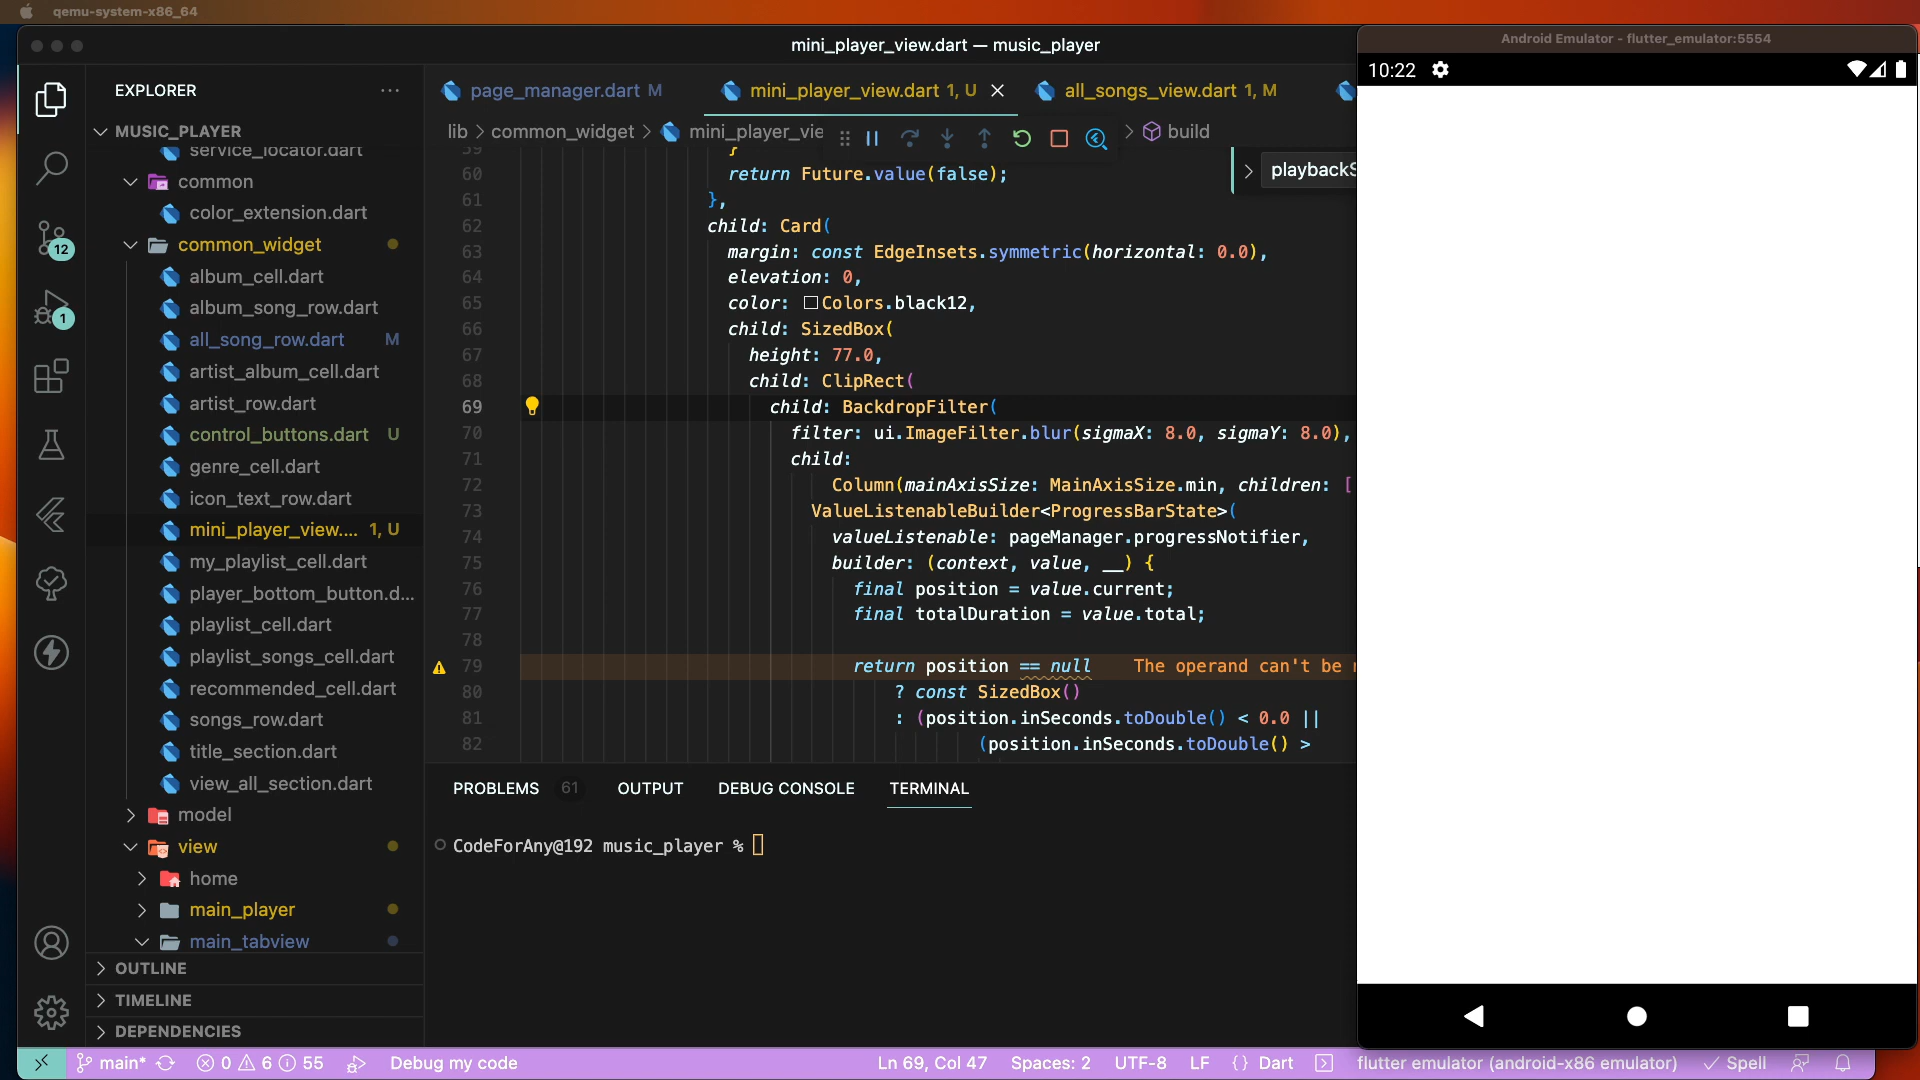 qemu-system-x86_64
mini_player_view.dart — music_player
Android Emulator - flutter_emulator:5554
10:22
EXPLORER
page_manager.dart M
mini_player_view.dart 1, U
all_songs_view.dart 1, M
MUSIC_PLAYER
lib > common_widget > mini_player_vie
> build
service_locator.dart
common
color_extension.dart
common_widget
album_cell.dart
album_song_row.dart
all_song_row.dart M
artist_album_cell.dart
artist_row.dart
control_buttons.dart U
genre_cell.dart
icon_text_row.dart
mini_player_view.... 1, U
my_playlist_cell.dart
player_bottom_button.d...
playlist_cell.dart
playlist_songs_cell.dart
recommended_cell.dart
songs_row.dart
title_section.dart
view_all_section.dart
model
view
home
main_player
main_tabview
OUTLINE
TIMELINE
DEPENDENCIES
12
1
playbackS
59 }
60 return Future.value(false);
61 },
62 child: Card(
63 margin: const EdgeInsets.symmetric(horizontal: 0.0),
64 elevation: 0,
65 color: Colors.black12,
66 child: SizedBox(
67 height: 77.0,
68 child: ClipRect(
69 child: BackdropFilter(
70 filter: ui.ImageFilter.blur(sigmaX: 8.0, sigmaY: 8.0),
71 child:
72 Column(mainAxisSize: MainAxisSize.min, children: [
73 ValueListenableBuilder<ProgressBarState>(
74 valueListenable: pageManager.progressNotifier,
75 builder: (context, value, __) {
76 final position = value.current;
77 final totalDuration = value.total;
78
79 return position == null The operand can't be
80 ? const SizedBox()
81 : (position.inSeconds.toDouble() < 0.0 ||
82 (position.inSeconds.toDouble() >
PROBLEMS 61 OUTPUT DEBUG CONSOLE TERMINAL
CodeForAny@192 music_player %
main* 0 6 55 Debug my code Ln 69, Col 47 Spaces: 2 UTF-8 LF {} Dart flutter emulator (android-x86 emulator) Spell